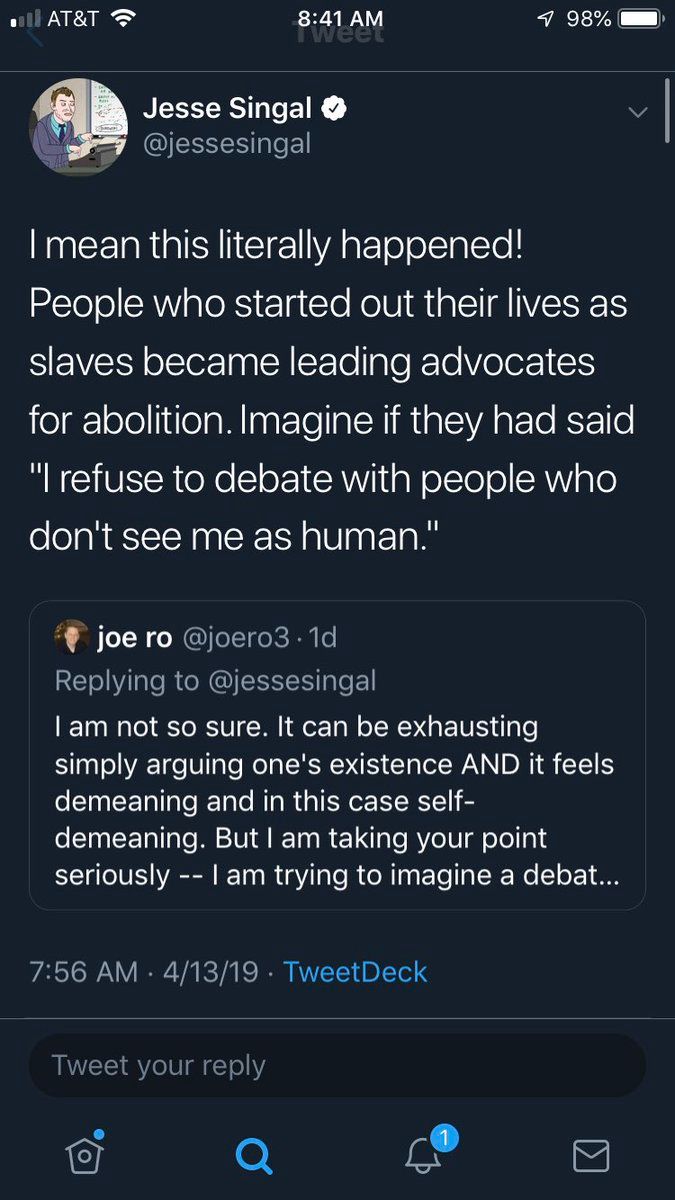 AT&T 8:41 AM 98%
Tweet
Jesse Singal
@jessesingal
I mean this literally happened!
People who started out their lives as
slaves became leading advocates
for abolition. Imagine if they had said
"I refuse to debate with people who
don't see me as human."
joe ro @joero3 · 1d
Replying to @jessesingal
I am not so sure. It can be exhausting
simply arguing one's existence AND it feels
demeaning and in this case self-
demeaning. But I am taking your point
seriously -- I am trying to imagine a debat...
7:56 AM · 4/13/19 · TweetDeck
Tweet your reply
1